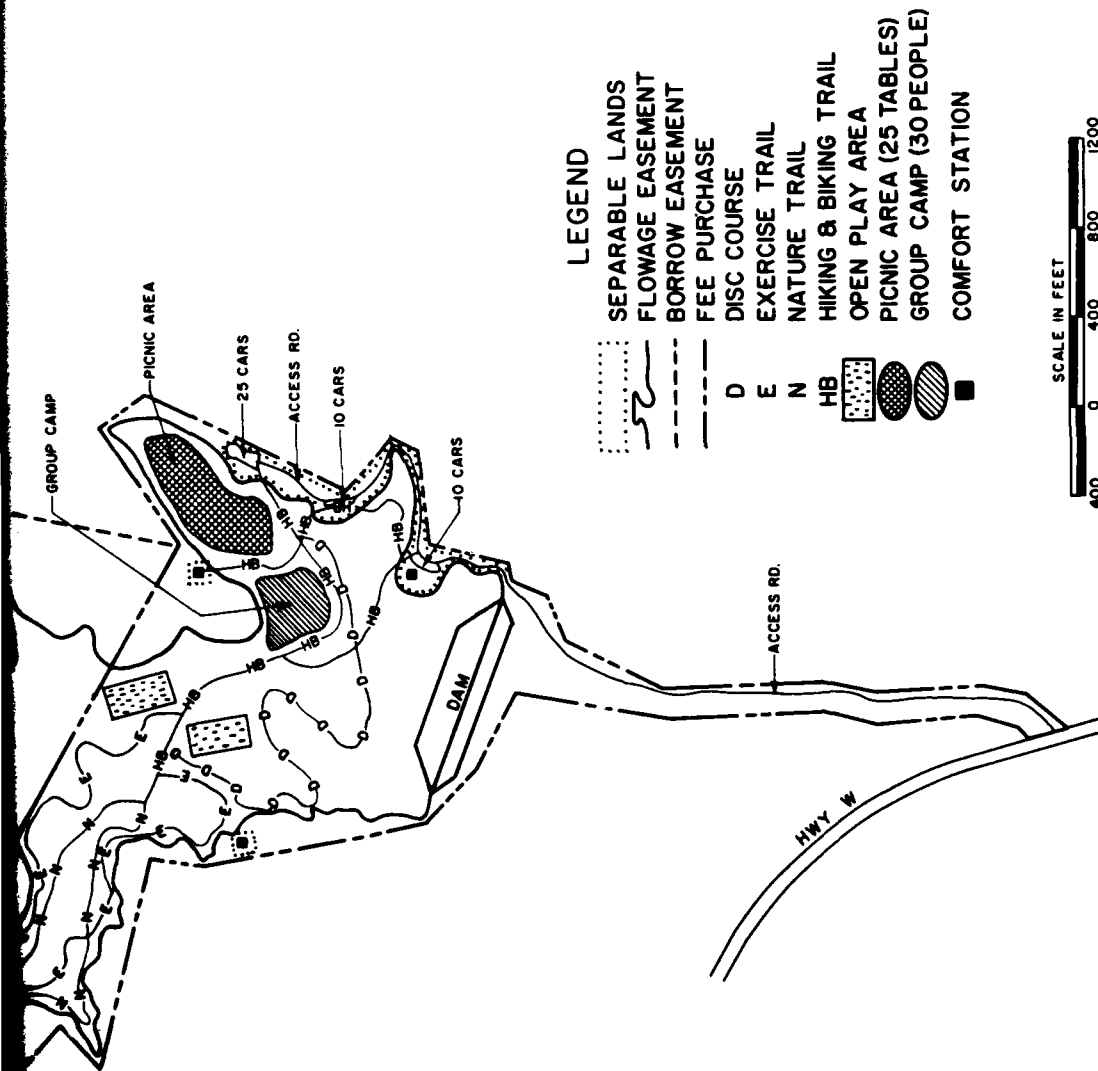 GROUP CAMP
PICNIC AREA
25 CARS
ACCESS RD.
10 CARS
10 CARS
DAM
ACCESS RD.
HWY W
LEGEND
SEPARABLE LANDS
FLOWAGE EASEMENT
BORROW EASEMENT
FEE PURCHASE
D DISC COURSE
E EXERCISE TRAIL
N NATURE TRAIL
HB HIKING & BIKING TRAIL
OPEN PLAY AREA
PICNIC AREA (25 TABLES)
GROUP CAMP (30 PEOPLE)
COMFORT STATION
SCALE IN FEET
400 0 400 800 1200